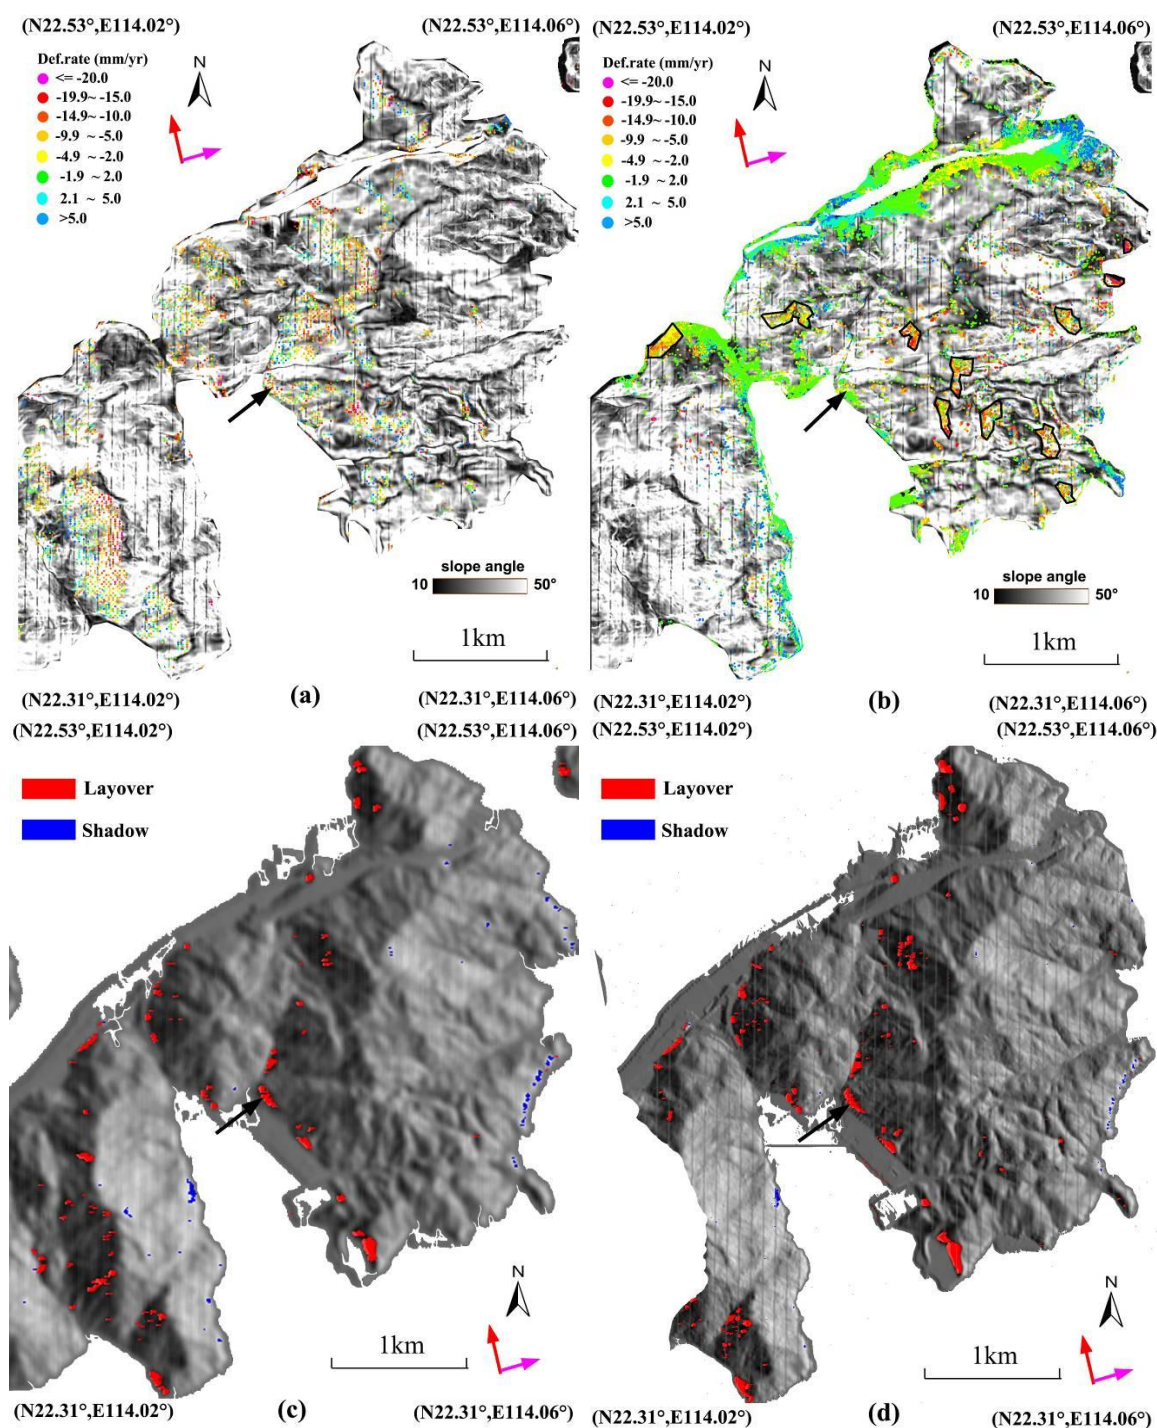 (N22.53°,E114.02°)
(N22.53°,E114.06°)
Def.rate (mm/yr)
<= -20.0
-19.9~ -15.0
-14.9~ -10.0
-9.9 ~ -5.0
-4.9 ~ -2.0
-1.9 ~ 2.0
2.1 ~ 5.0
>5.0
N
slope angle
10
50°
1km
(N22.31°,E114.02°)
(a)
(N22.31°,E114.06°)
(N22.53°,E114.02°)
(N22.53°,E114.06°)
Def.rate (mm/yr)
<= -20.0
-19.9~ -15.0
-14.9~ -10.0
-9.9 ~ -5.0
-4.9 ~ -2.0
-1.9 ~ 2.0
2.1 ~ 5.0
>5.0
N
slope angle
10
50°
1km
(N22.31°,E114.02°)
(b)
(N22.31°,E114.06°)
(N22.53°,E114.02°)
(N22.53°,E114.06°)
Layover
Shadow
N
1km
(N22.31°,E114.02°)
(c)
(N22.31°,E114.06°)
(N22.53°,E114.02°)
(N22.53°,E114.06°)
Layover
Shadow
N
1km
(N22.31°,E114.02°)
(d)
(N22.31°,E114.06°)